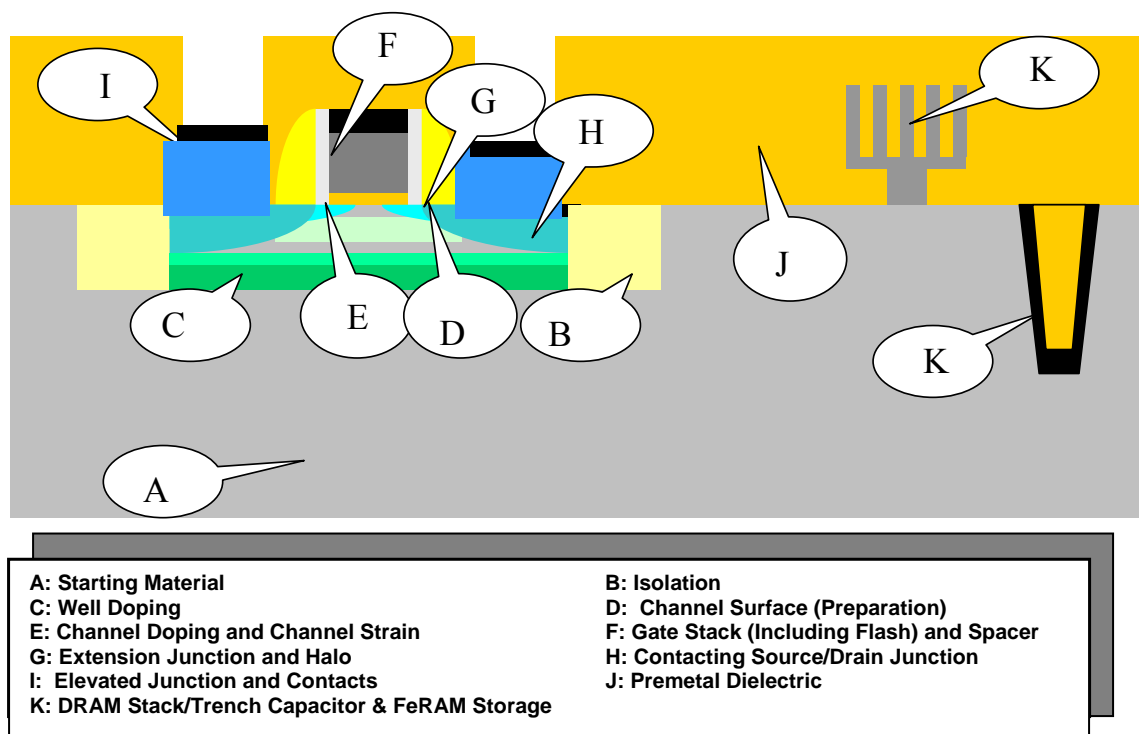 F
K
I
G
H
J
C
E
D
B
K
A
A: Starting Material
B: Isolation
C: Well Doping
D:  Channel Surface (Preparation)
E: Channel Doping and Channel Strain
F: Gate Stack (Including Flash) and Spacer
G: Extension Junction and Halo
H: Contacting Source/Drain Junction
I:  Elevated Junction and Contacts
J: Premetal Dielectric
K: DRAM Stack/Trench Capacitor & FeRAM Storage